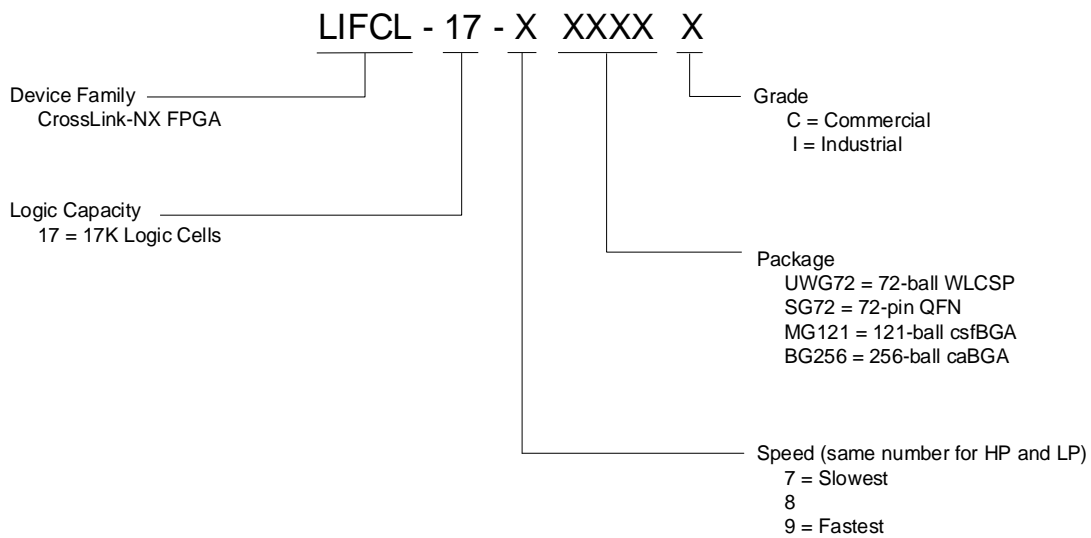 LIFCL - 17 - X XXXX X
Device Family
CrossLink-NX FPGA
Logic Capacity
17 = 17K Logic Cells
Grade
C = Commercial
I = Industrial
Package
UWG72 = 72-ball WLCSP
SG72 = 72-pin QFN
MG121 = 121-ball csfBGA
BG256 = 256-ball caBGA
Speed (same number for HP and LP)
7 = Slowest
8
9 = Fastest